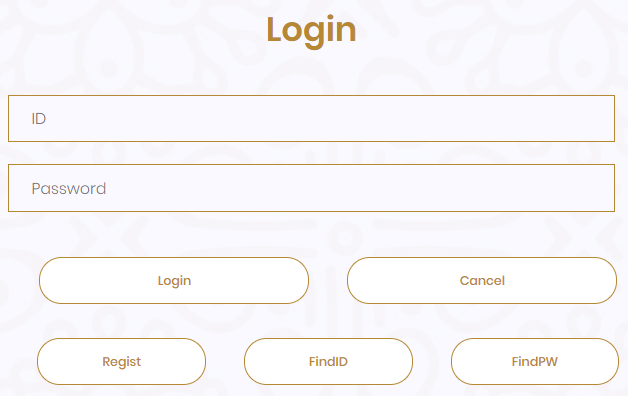 Login
ID
Password
Login Cancel
Regist FindID FindPW